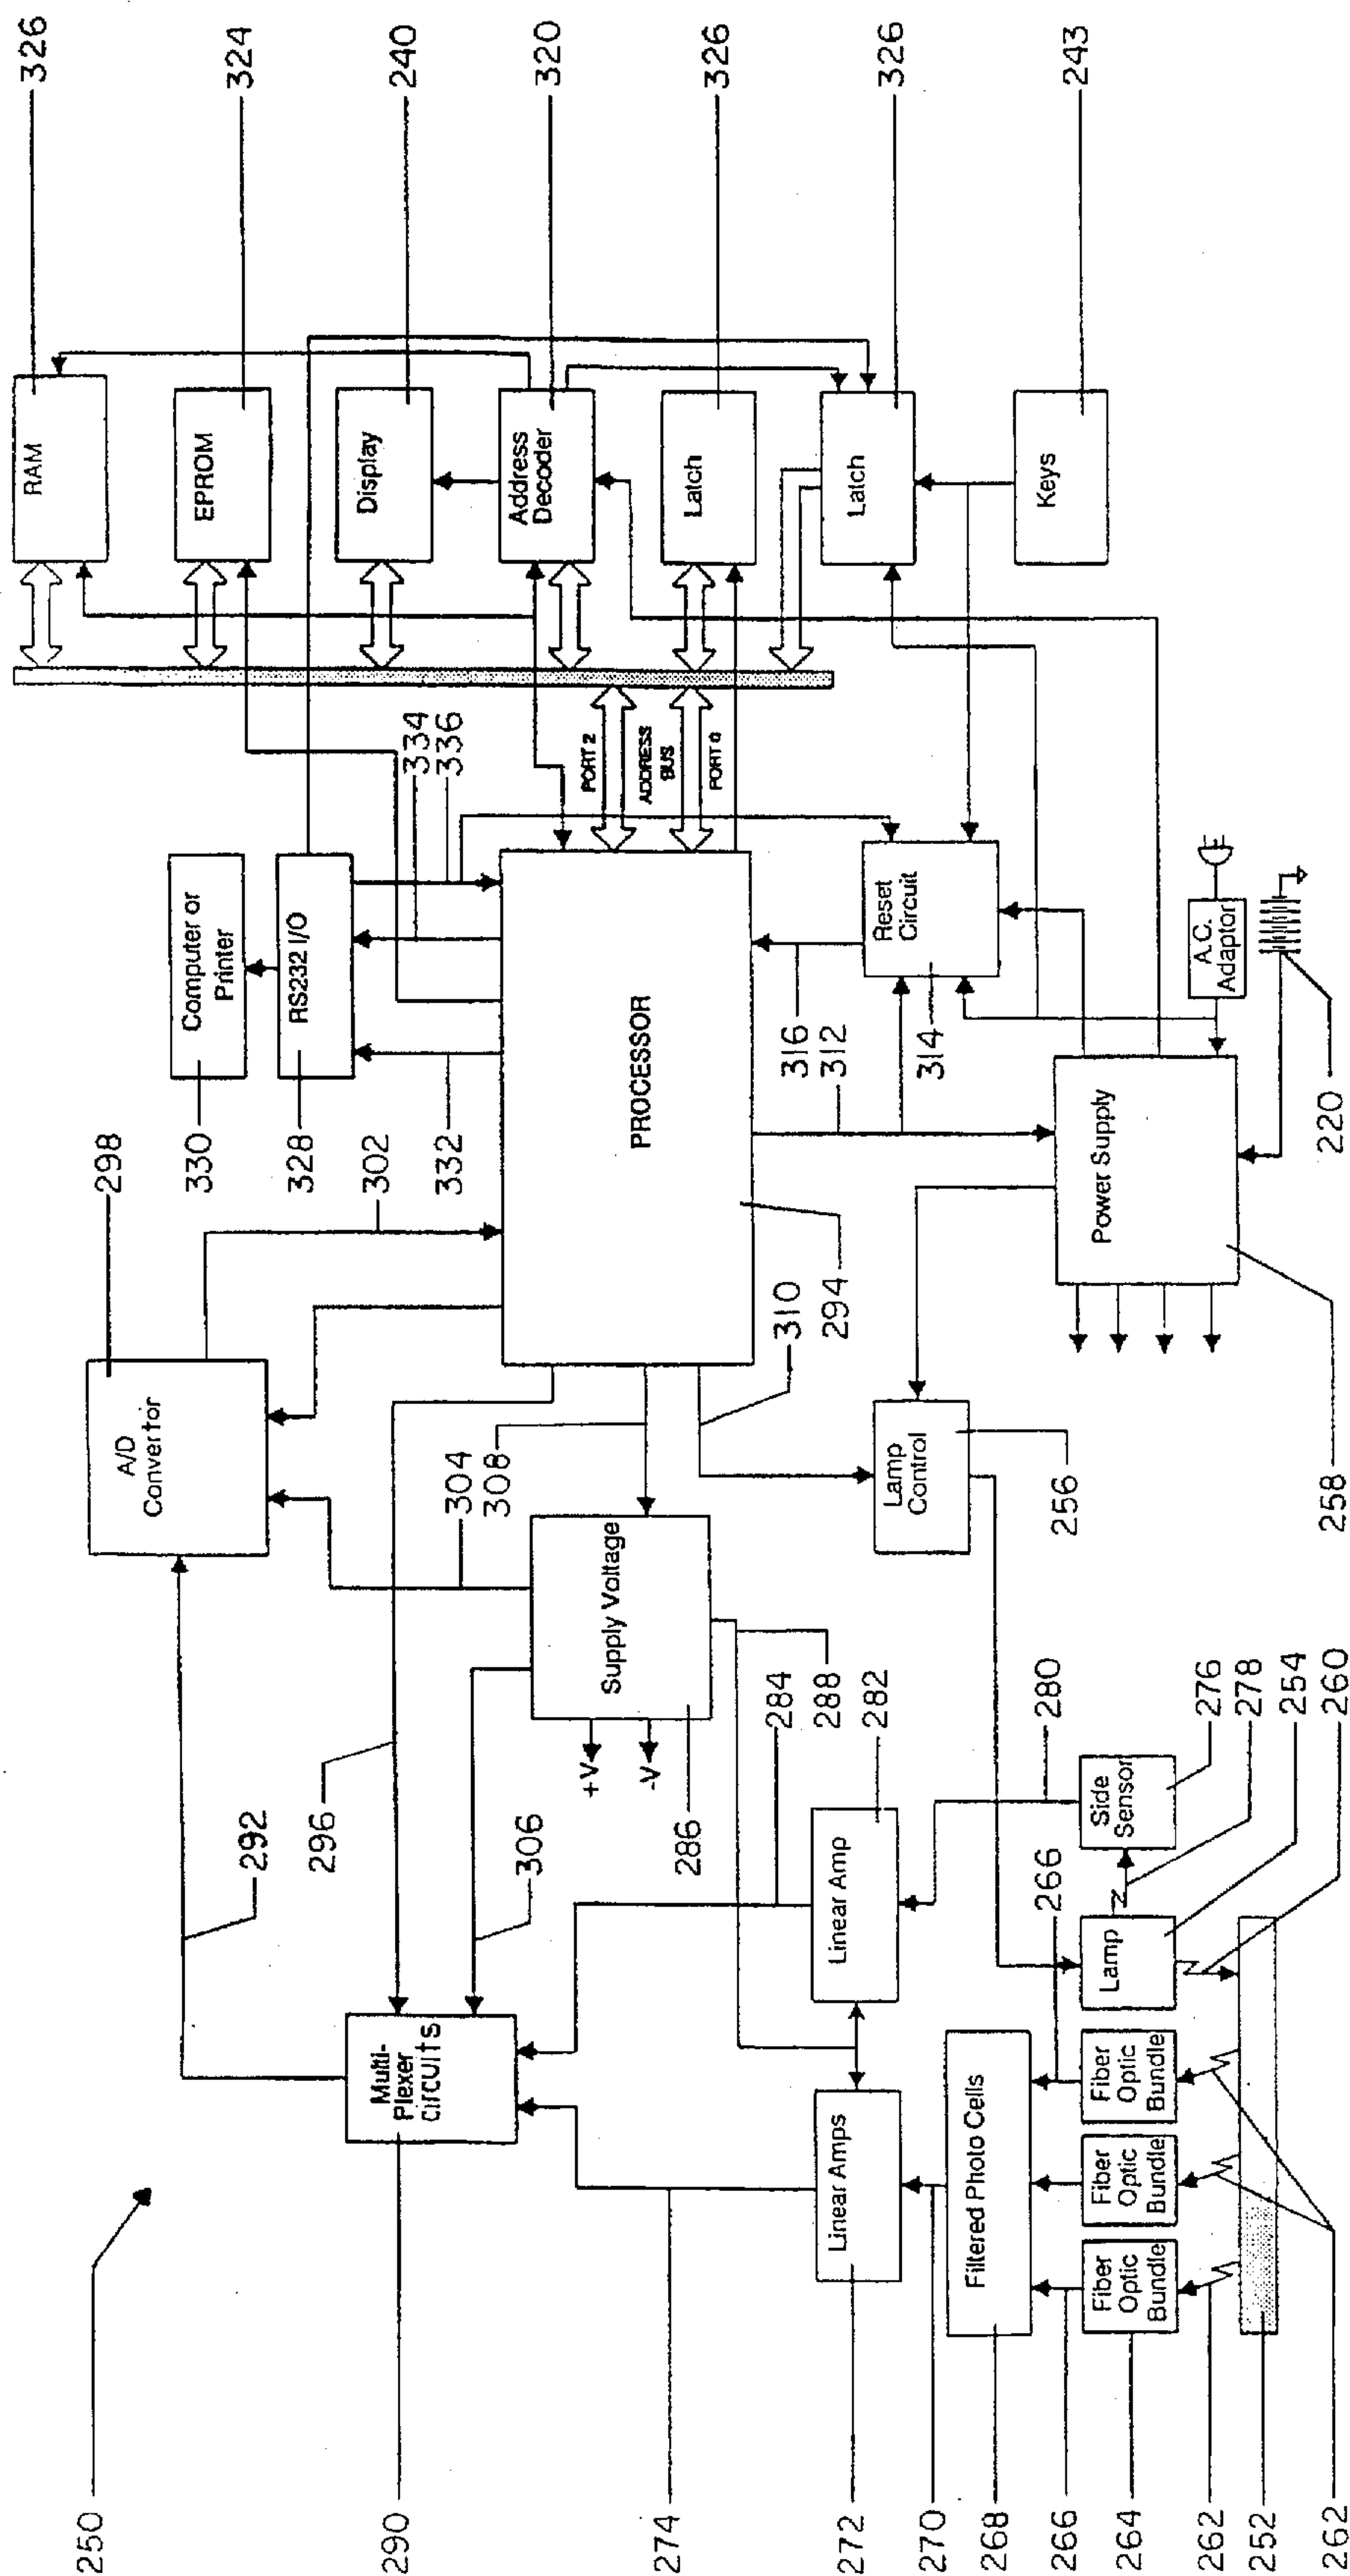 326
324
240
320
326
326
243
RAM
EPROM
Display
Address
Decoder
Latch
Latch
Keys
334
336
PORT 2
ADDRESS
BUS
PORT 0
Computer or
Printer
RS232 I/O
PROCESSOR
Reset
Circuit
A.C.
Adaptor
298
330
328
302
332
316
312
314
220
Power Supply
310
294
A/D
Convertor
304
308
Lamp
Control
256
258
Supply Voltage
+V
-V
284
288
282
280
276
278
254
260
292
296
306
286
Linear Amp
266
Side
Sensor
Lamp
Multi-
Plexer
circuits
Linear Amps
Filtered Photo Cells
Fiber
Optic
Bundle
Fiber
Optic
Bundle
Fiber
Optic
Bundle
250
290
274
272
270
268
266
264
262
252
262